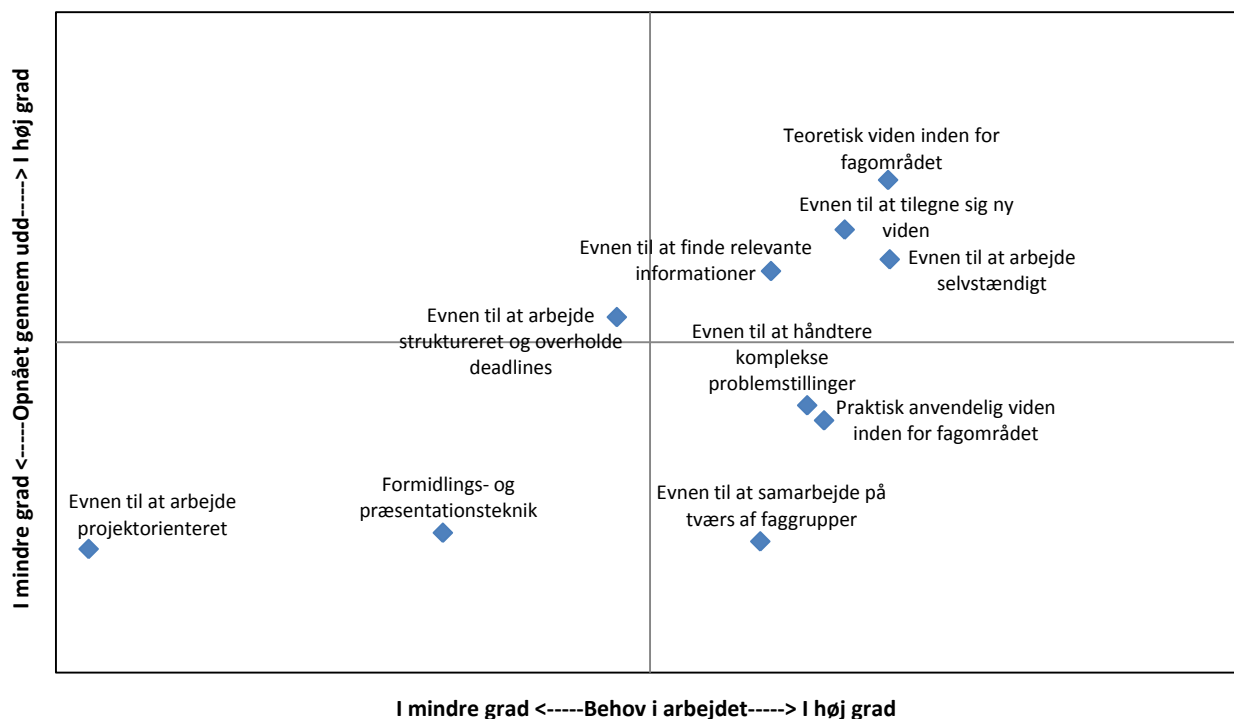 I mindre grad <-----Opnået gennem udd-----> I høj grad
Teoretisk viden inden for
fagområdet
Evnen til at tilegne sig ny
viden
Evnen til at finde relevante
informationer
Evnen til at arbejde
selvstændigt
Evnen til at arbejde
struktureret og overholde
deadlines
Evnen til at håndtere
komplekse
problemstillinger
Praktisk anvendelig viden
inden for fagområdet
Evnen til at arbejde
projektorienteret
Formidlings- og
præsentationsteknik
Evnen til at samarbejde på
tværs af faggrupper
I mindre grad <-----Behov i arbejdet-----> I høj grad